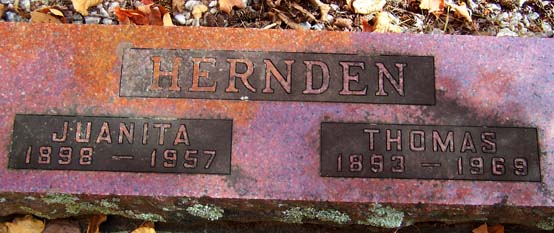 HERNDEN
JUANITA
1898 – 1957
THOMAS
1893 – 1969